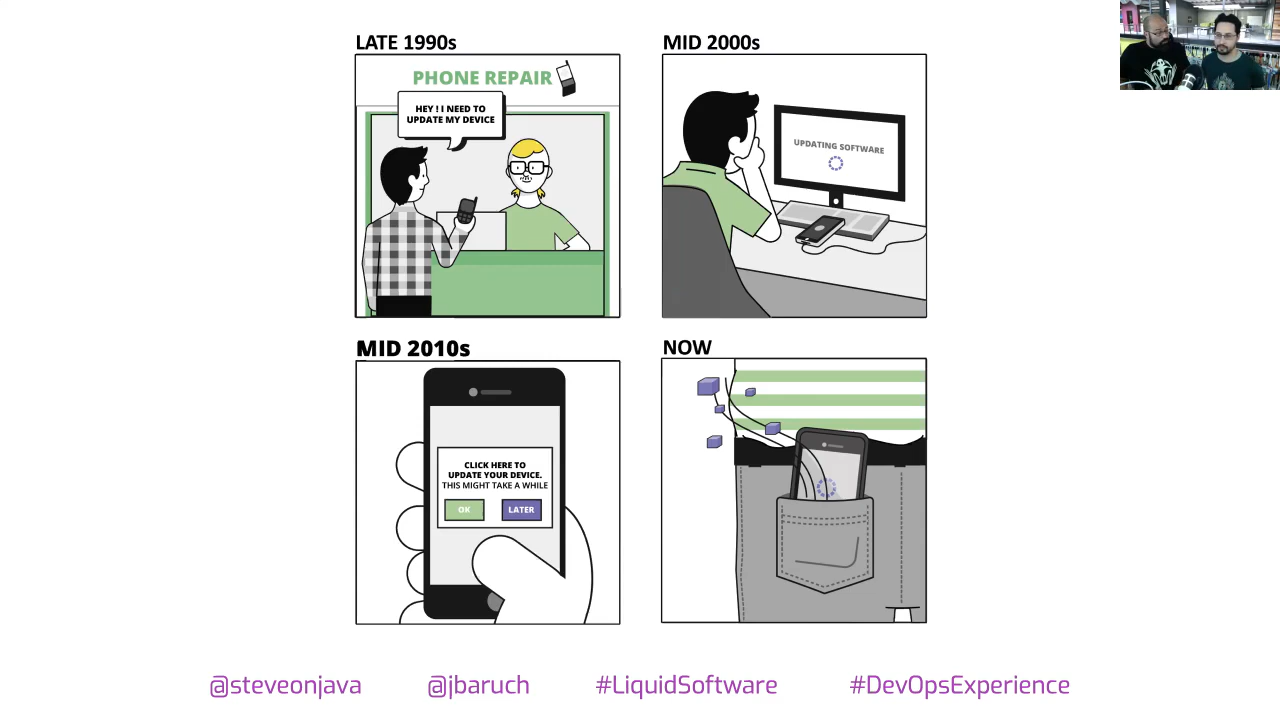 LATE 1990s
PHONE REPAIR
HEY ! I NEED TO
UPDATE MY DEVICE
MID 2000s
UPDATING SOFTWARE
MID 2010s
CLICK HERE TO
UPDATE YOUR DEVICE.
THIS MIGHT TAKE A WHILE
OK
LATER
NOW
@steveonjava
@jbaruch
#LiquidSoftware
#DevOpsExperience